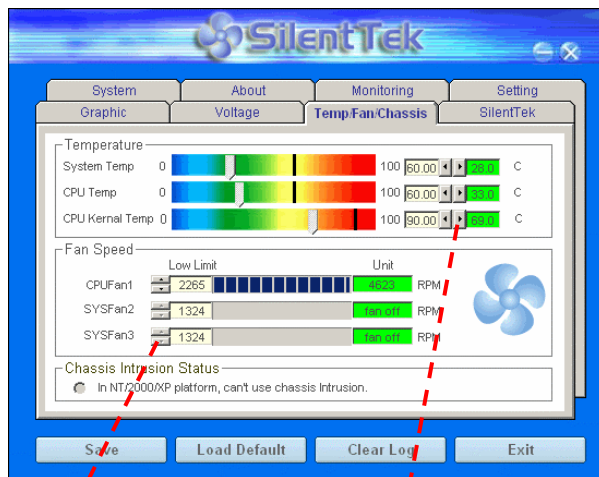 SilentTek
System About Monitoring Setting
Graphic Voltage Temp/Fan/Chassis SilentTek
Temperature
System Temp 0 100 60.00 28.0 C
CPU Temp 0 100 60.00 33.0 C
CPU Kernal Temp 0 100 90.00 69.0 C
Fan Speed
Low Limit Unit
CPUFan1 2265 4623 RPM
SYSFan2 1324 fan off RPM
SYSFan3 1324 fan off RPM
Chassis Intrusion Status
In NT/2000/XP platform, can't use chassis Intrusion.
Save Load Default Clear Log Exit